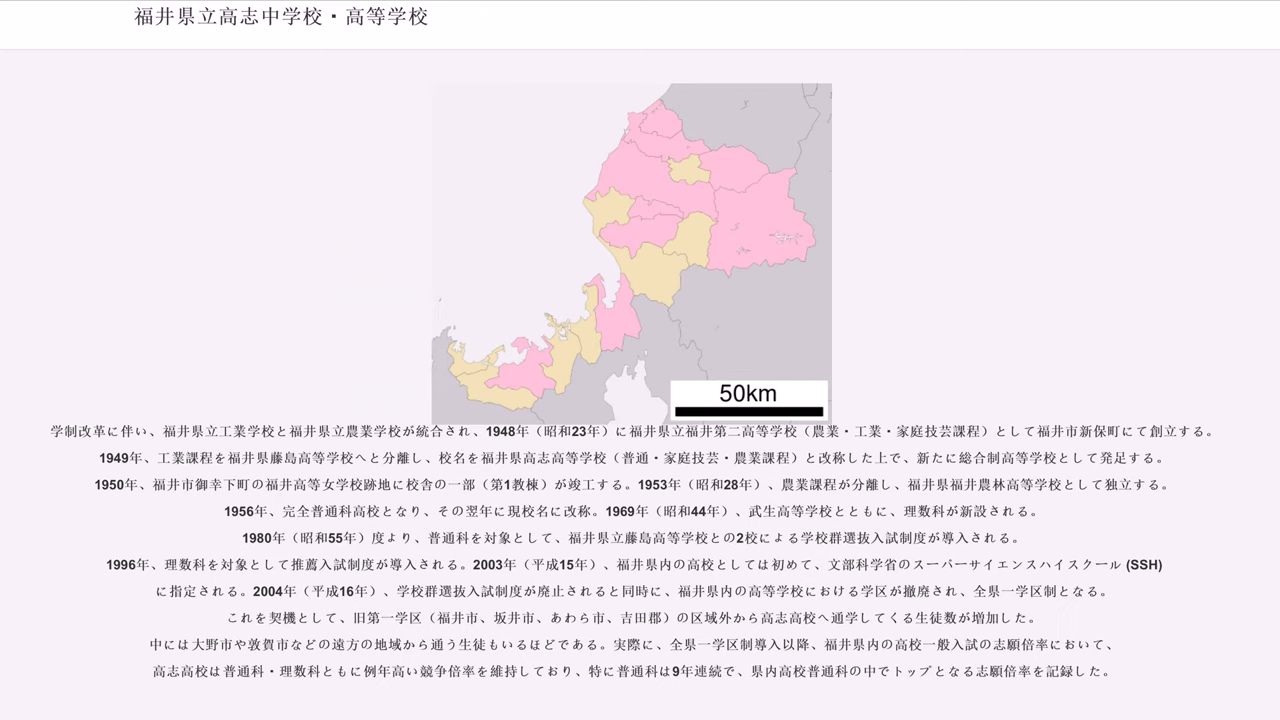 福井県立高志中学校・高等学校
50km
学制改革に伴い、福井県立工業学校と福井県立農業学校が統合され、1948年（昭和23年）に福井県立福井第二高等学校（農業・工業・家庭技芸課程）として福井市新保町にて創立する。
1949年、工業課程を福井県藤島高等学校へと分離し、校名を福井県高志高等学校（普通・家庭技芸・農業課程）と改称した上で、新たに総合制高等学校として発足する。
1950年、福井市御幸下町の福井高等女学校跡地に校舎の一部（第1教棟）が竣工する。1953年（昭和28年）、農業課程が分離し、福井県福井農林高等学校として独立する。
1956年、完全普通科高校となり、その翌年に現校名に改称。1969年（昭和44年）、武生高等学校とともに、理数科が新設される。
1980年（昭和55年）度より、普通科を対象として、福井県立藤島高等学校との2校による学校群選抜入試制度が導入される。
1996年、理数科を対象として推薦入試制度が導入される。2003年（平成15年）、福井県内の高校としては初めて、文部科学省のスーパーサイエンスハイスクール (SSH)
に指定される。2004年（平成16年）、学校群選抜入試制度が廃止されると同時に、福井県内の高等学校における学区が撤廃され、全県一学区制となる。
これを契機として、旧第一学区（福井市、坂井市、あわら市、吉田郡）の区域外から高志高校へ通学してくる生徒数が増加した。
中には大野市や敦賀市などの遠方の地域から通う生徒もいるほどである。実際に、全県一学区制導入以降、福井県内の高校一般入試の志願倍率において、
高志高校は普通科・理数科ともに例年高い競争倍率を維持しており、特に普通科は9年連続で、県内高校普通科の中でトップとなる志願倍率を記録した。